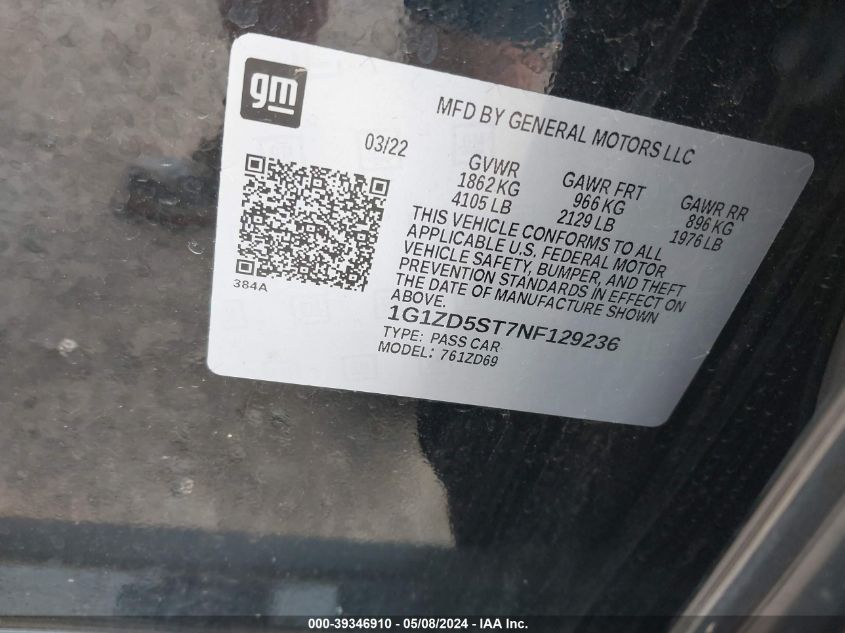 gm
MFD BY GENERAL MOTORS LLC
03/22
GVWR
1862 KG
4105 LB
GAWR FRT
966 KG
2129 LB
GAWR RR
896 KG
1976 LB
THIS VEHICLE CONFORMS TO ALL
APPLICABLE U.S. FEDERAL MOTOR
VEHICLE SAFETY, BUMPER, AND THEFT
PREVENTION STANDARDS IN EFFECT ON
THE DATE OF MANUFACTURE SHOWN
ABOVE.
384A
1G1ZD5ST7NF129236
TYPE: PASS CAR
MODEL: 761ZD69
000-39346910 - 05/08/2024 - IAA Inc.